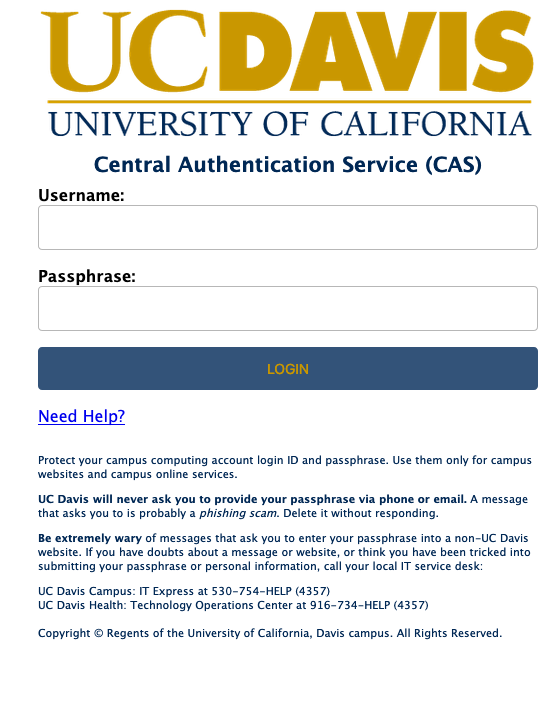 UCDAVIS
UNIVERSITY OF CALIFORNIA
Central Authentication Service (CAS)
Username:
Passphrase:
LOGIN
Need Help?
Protect your campus computing account login ID and passphrase. Use them only for campus
websites and campus online services.
UC Davis will never ask you to provide your passphrase via phone or email. A message
that asks you to is probably a phishing scam. Delete it without responding.
Be extremely wary of messages that ask you to enter your passphrase into a non-UC Davis
website. If you have doubts about a message or website, or think you have been tricked into
submitting your passphrase or personal information, call your local IT service desk:
UC Davis Campus: IT Express at 530-754-HELP (4357)
UC Davis Health: Technology Operations Center at 916-734-HELP (4357)
Copyright © Regents of the University of California, Davis campus. All Rights Reserved.